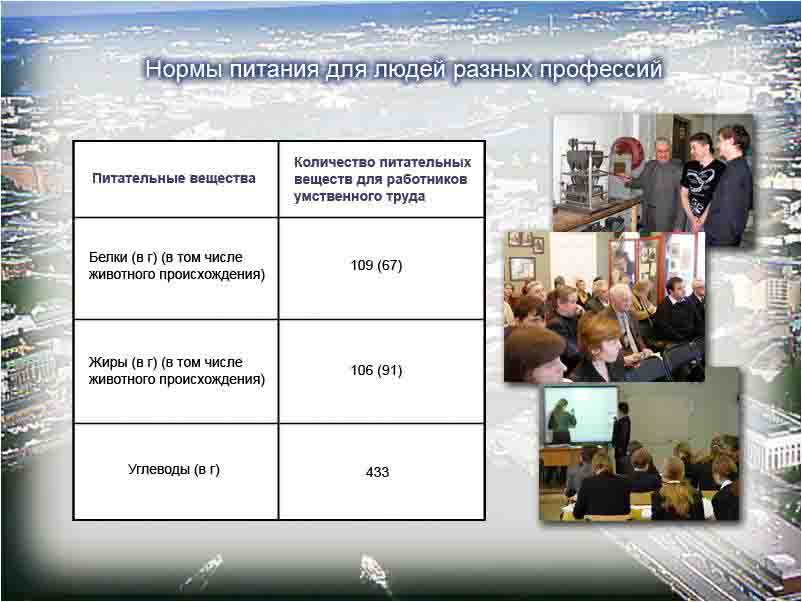 Нормы питания для людей разных профессий
Питательные вещества
Количество питательных
веществ для работников
умственного труда
Белки (в г) (в том числе
животного происхождения)
109 (67)
Жиры (в г) (в том числе
животного происхождения)
106 (91)
Углеводы (в г)
433